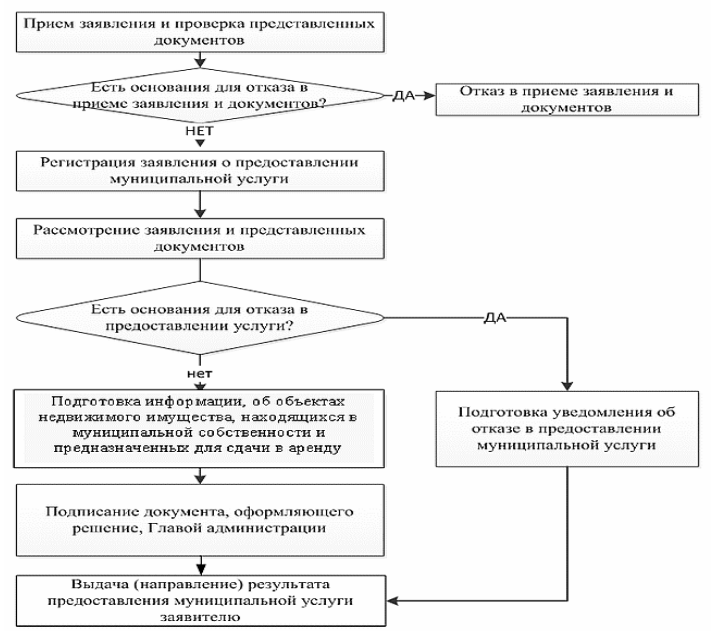 Прием заявления и проверка представленных
документов
Есть основания для отказа в
приеме заявления и документов?
ДА
Отказ в приеме заявления и
документов
НЕТ
Регистрация заявления о предоставлении
муниципальной услуги
Рассмотрение заявления и представленных
документов
Есть основания для отказа в
предоставлении услуги?
ДА
нет
Подготовка информации, об объектах
недвижимого имущества, находящихся в
муниципальной собственности и
предназначенных для сдачи в аренду
Подготовка уведомления об
отказе в предоставлении
муниципальной услуги
Подписание документа, оформляющего
решение, Главой администрации
Выдача (направление) результата
предоставления муниципальной услуги
заявителю